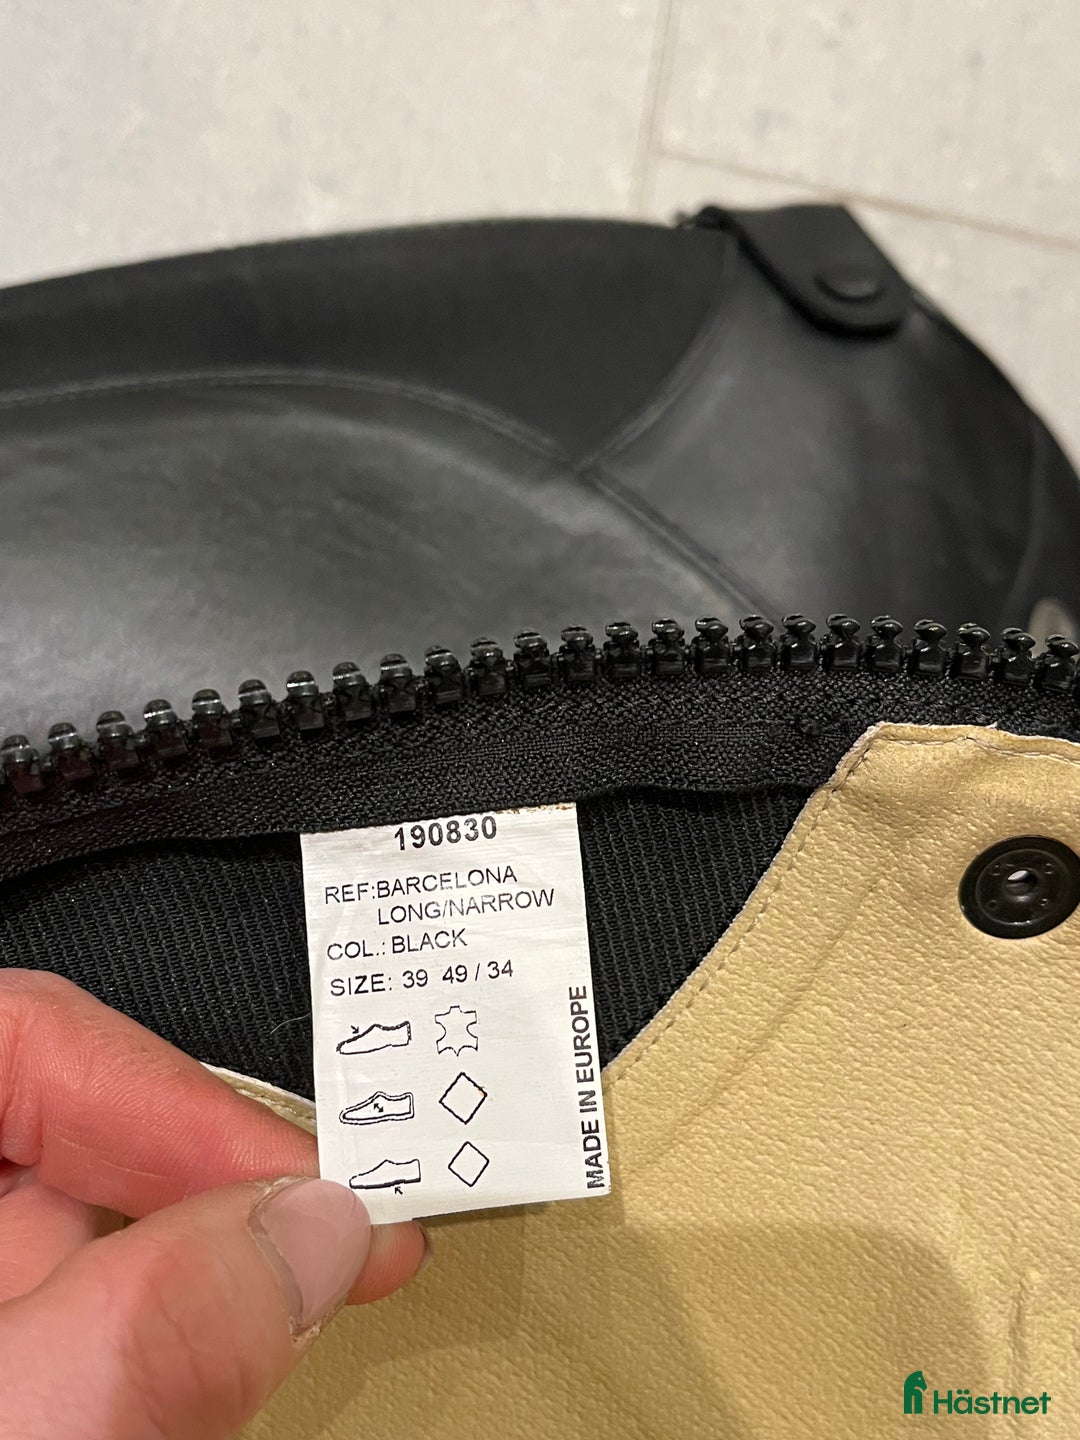 190830
REF:BARCELONA
LONG/NARROW
COL.: BLACK
SIZE: 39 49 / 34
MADE IN EUROPE
Hästnet